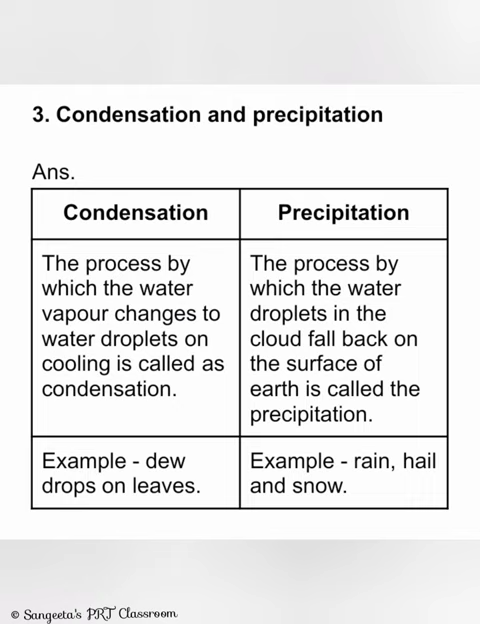 3. Condensation and precipitation
Ans.
Condensation
Precipitation
The process by
which the water
vapour changes to
water droplets on
cooling is called as
condensation.
The process by
which the water
droplets in the
cloud fall back on
the surface of
earth is called the
precipitation.
Example - dew
drops on leaves.
Example - rain, hail
and snow.
© Sangeeta's PRT Classroom